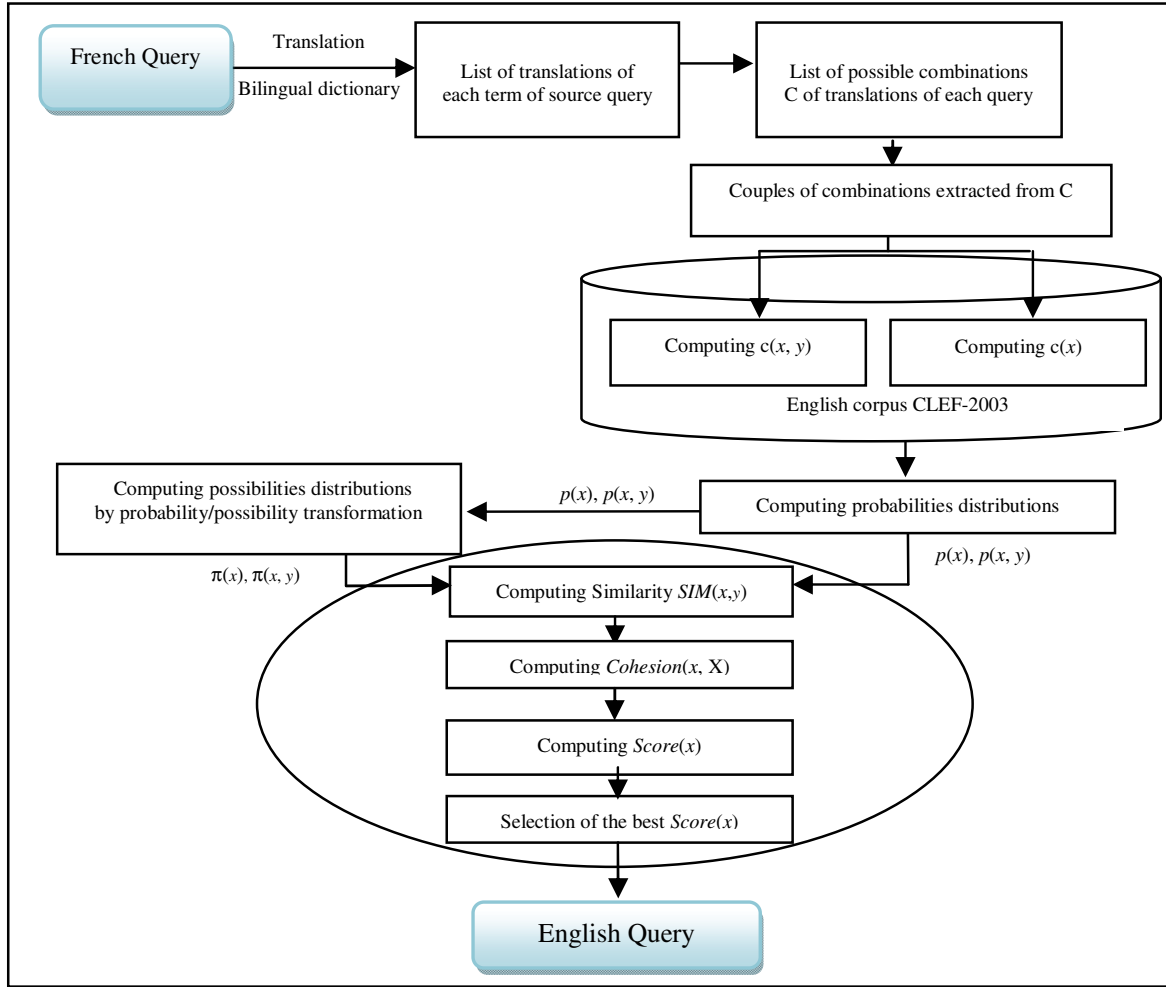 French Query
Translation
Bilingual dictionary
List of translations of
each term of source query
List of possible combinations
C of translations of each query
Couples of combinations extracted from C
Computing c(x, y)
Computing c(x)
English corpus CLEF-2003
Computing possibilities distributions
by probability/possibility transformation
p(x), p(x, y)
Computing probabilities distributions
π(x), π(x, y)
p(x), p(x, y)
Computing Similarity SIM(x,y)
Computing Cohesion(x, X)
Computing Score(x)
Selection of the best Score(x)
English Query